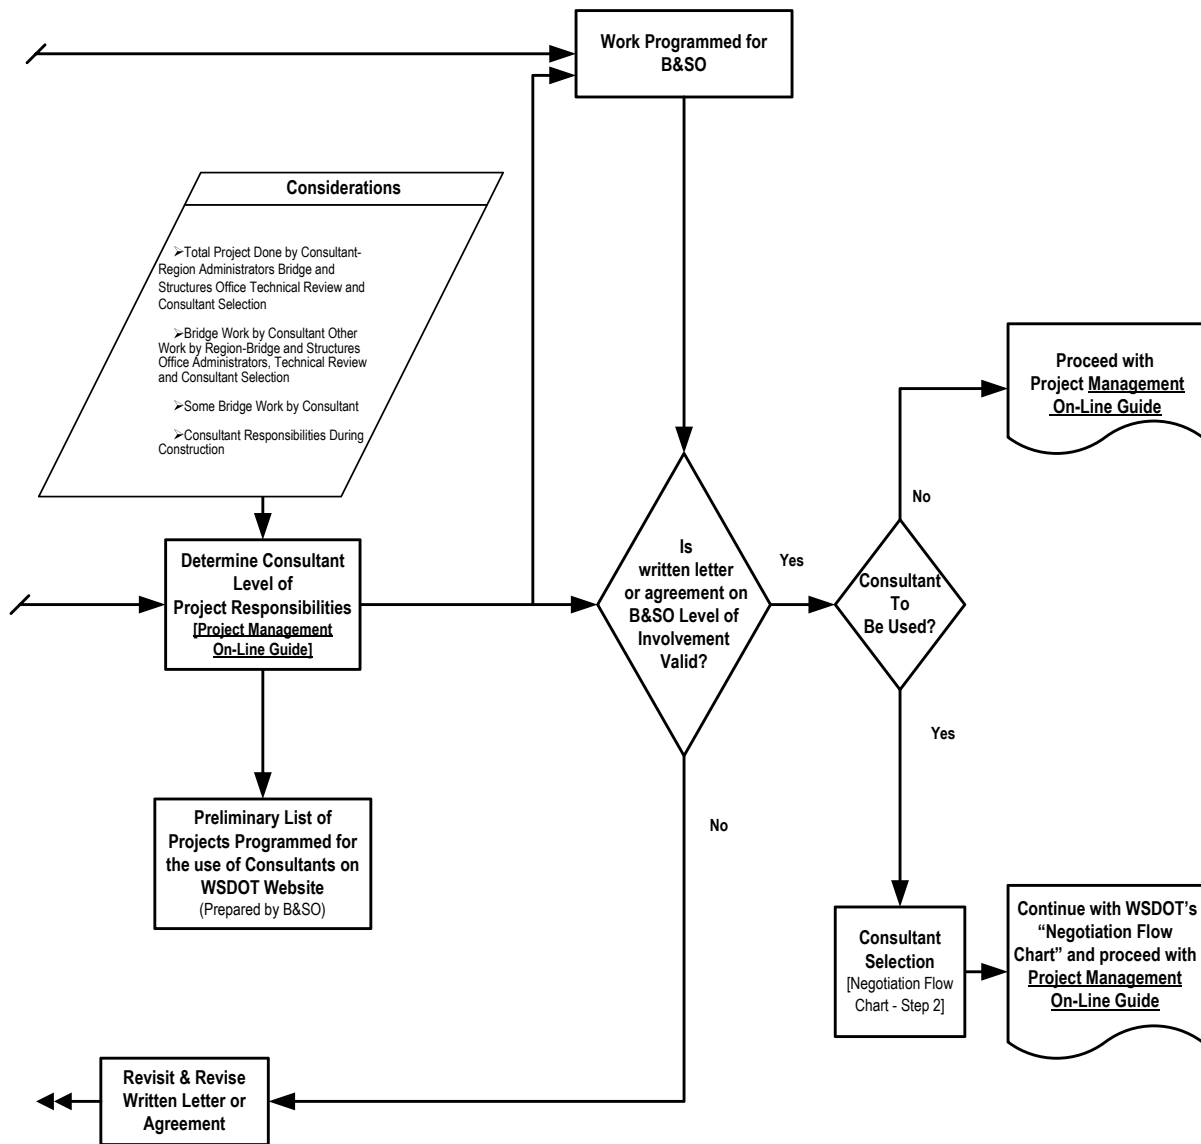 Work Programmed for
B&SO
Considerations
➢Total Project Done by Consultant-
Region Administrators Bridge and
Structures Office Technical Review and
Consultant Selection
➢Bridge Work by Consultant Other
Work by Region-Bridge and Structures
Office Administrators, Technical Review
and Consultant Selection
➢Some Bridge Work by Consultant
➢Consultant Responsibilities During
Construction
Proceed with
Project Management
On-Line Guide
No
Determine Consultant
Level of
Project Responsibilities
[Project Management
On-Line Guide]
Is
written letter
or agreement on
B&SO Level of
Involvement
Valid?
Yes
Consultant
To
Be Used?
Yes
No
Preliminary List of
Projects Programmed for
the use of Consultants on
WSDOT Website
(Prepared by B&SO)
Consultant
Selection
[Negotiation Flow
Chart - Step 2]
Continue with WSDOT’s
“Negotiation Flow
Chart” and proceed with
Project Management
On-Line Guide
Revisit & Revise
Written Letter or
Agreement